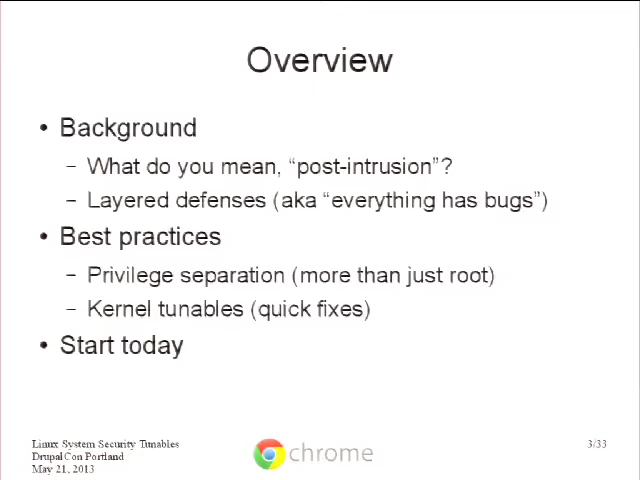 Overview
• Background
– What do you mean, “post-intrusion”?
– Layered defenses (aka “everything has bugs”)
• Best practices
– Privilege separation (more than just root)
– Kernel tunables (quick fixes)
• Start today
Linux System Security Tunables
DrupalCon Portland
May 21, 2013
chrome
3/33